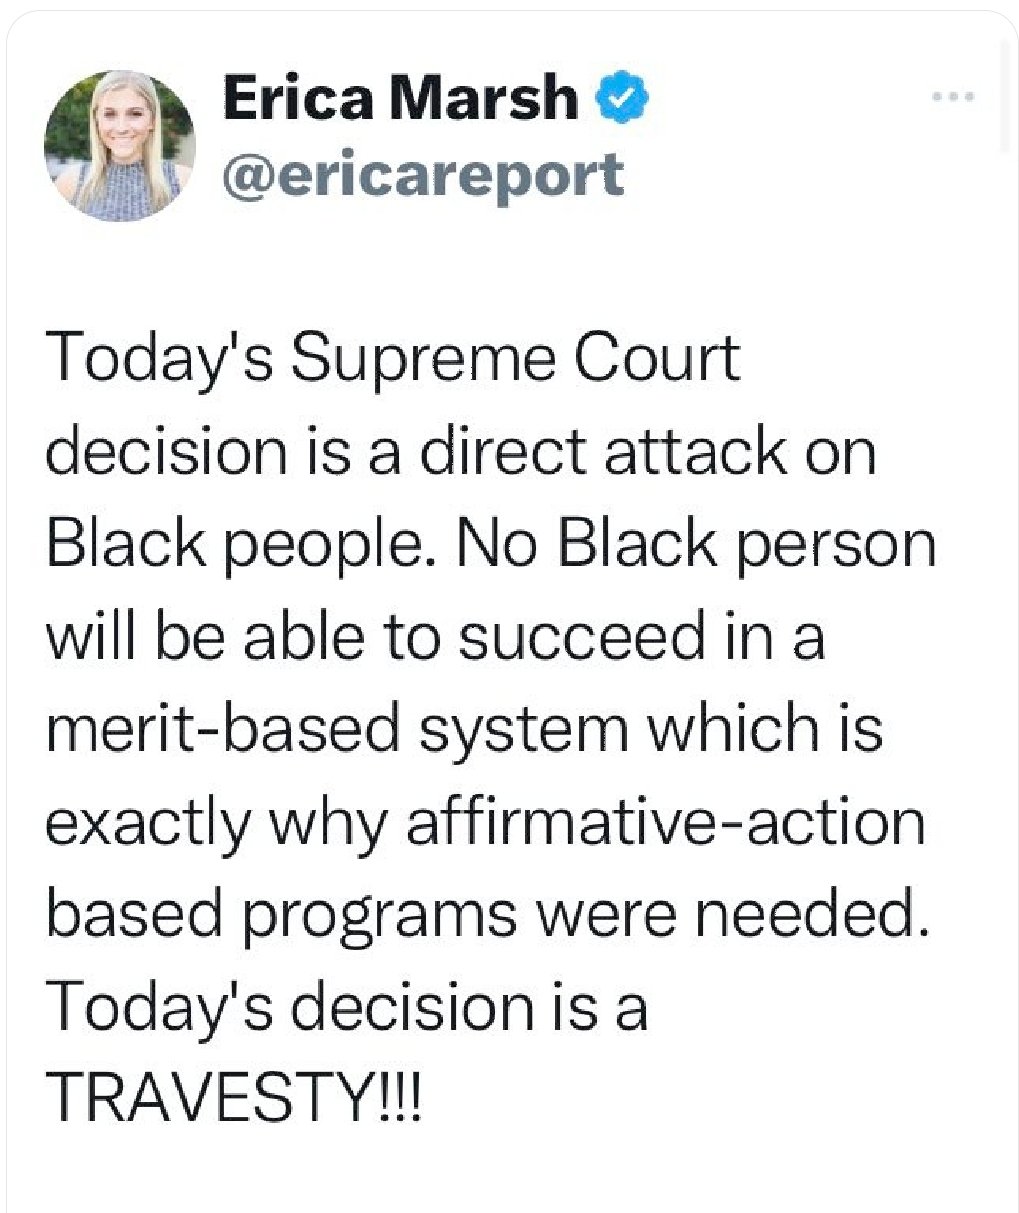 Erica Marsh
@ericareport
Today's Supreme Court
decision is a direct attack on
Black people. No Black person
will be able to succeed in a
merit-based system which is
exactly why affirmative-action
based programs were needed.
Today's decision is a
TRAVESTY!!!